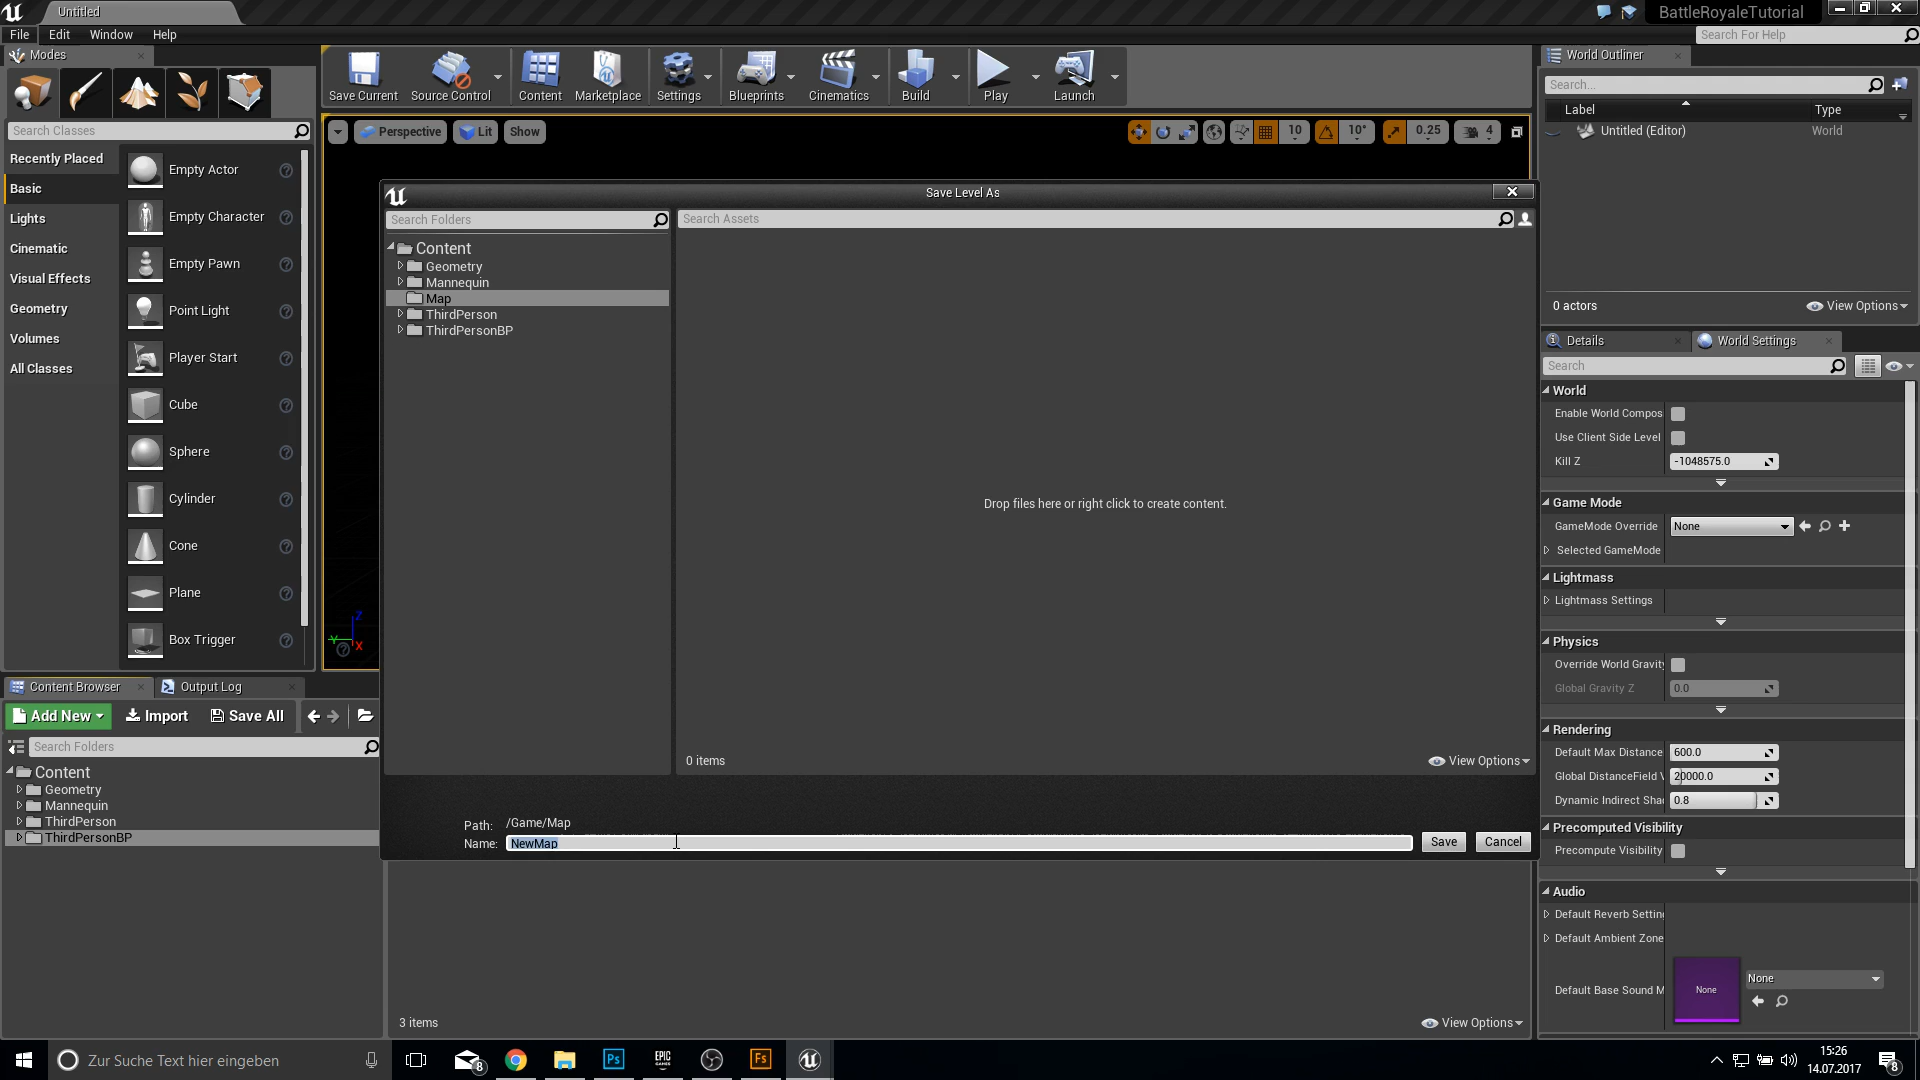 Untitled
BattleRoyaleTutorial
File Edit Window Help
Search For Help
Modes
Save Current
Source Control
Content
Marketplace
Settings
Blueprints
Cinematics
Build
Play
Launch
World Outliner
Search...
Label Type
Untitled (Editor) World
0 actors
View Options
Search Classes
Recently Placed
Basic
Lights
Cinematic
Visual Effects
Geometry
Volumes
All Classes
Empty Actor
Empty Character
Empty Pawn
Point Light
Player Start
Cube
Sphere
Cylinder
Cone
Plane
Box Trigger
Perspective
Lit
Show
10
10°
0.25
4
Save Level As
Search Folders
Search Assets
Content
Geometry
Mannequin
Map
ThirdPerson
ThirdPersonBP
Drop files here or right click to create content.
0 items
View Options
Path: /Game/Map
Name: NewMap
Save
Cancel
Z
Y
X
Details
World Settings
Search
World
Enable World Compos
Use Client Side Level
Kill Z -1048575.0
Game Mode
GameMode Override None
Selected GameMode
Lightmass
Lightmass Settings
Physics
Override World Gravit
Global Gravity Z 0.0
Rendering
Default Max Distance 600.0
Global DistanceField V 20000.0
Dynamic Indirect Sha 0.8
Precomputed Visibility
Precompute Visibility
Audio
Default Reverb Settin
Default Ambient Zone
Default Base Sound M None None
Content Browser
Output Log
Add New
Import
Save All
Search Folders
Content
Geometry
Mannequin
ThirdPerson
ThirdPersonBP
3 items
View Options
Zur Suche Text hier eingeben
8
Ps
EPIC
GAMES
Fs
15:26
14.07.2017
8